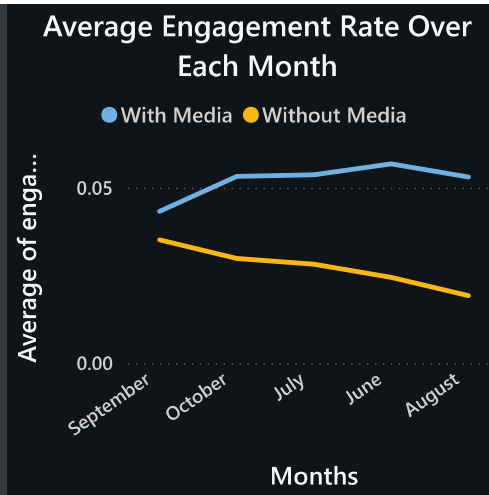 Average Engagement Rate Over
Each Month
With Media Without Media
Average of enga...
0.05
0.00
September
October
July
June
August
Months